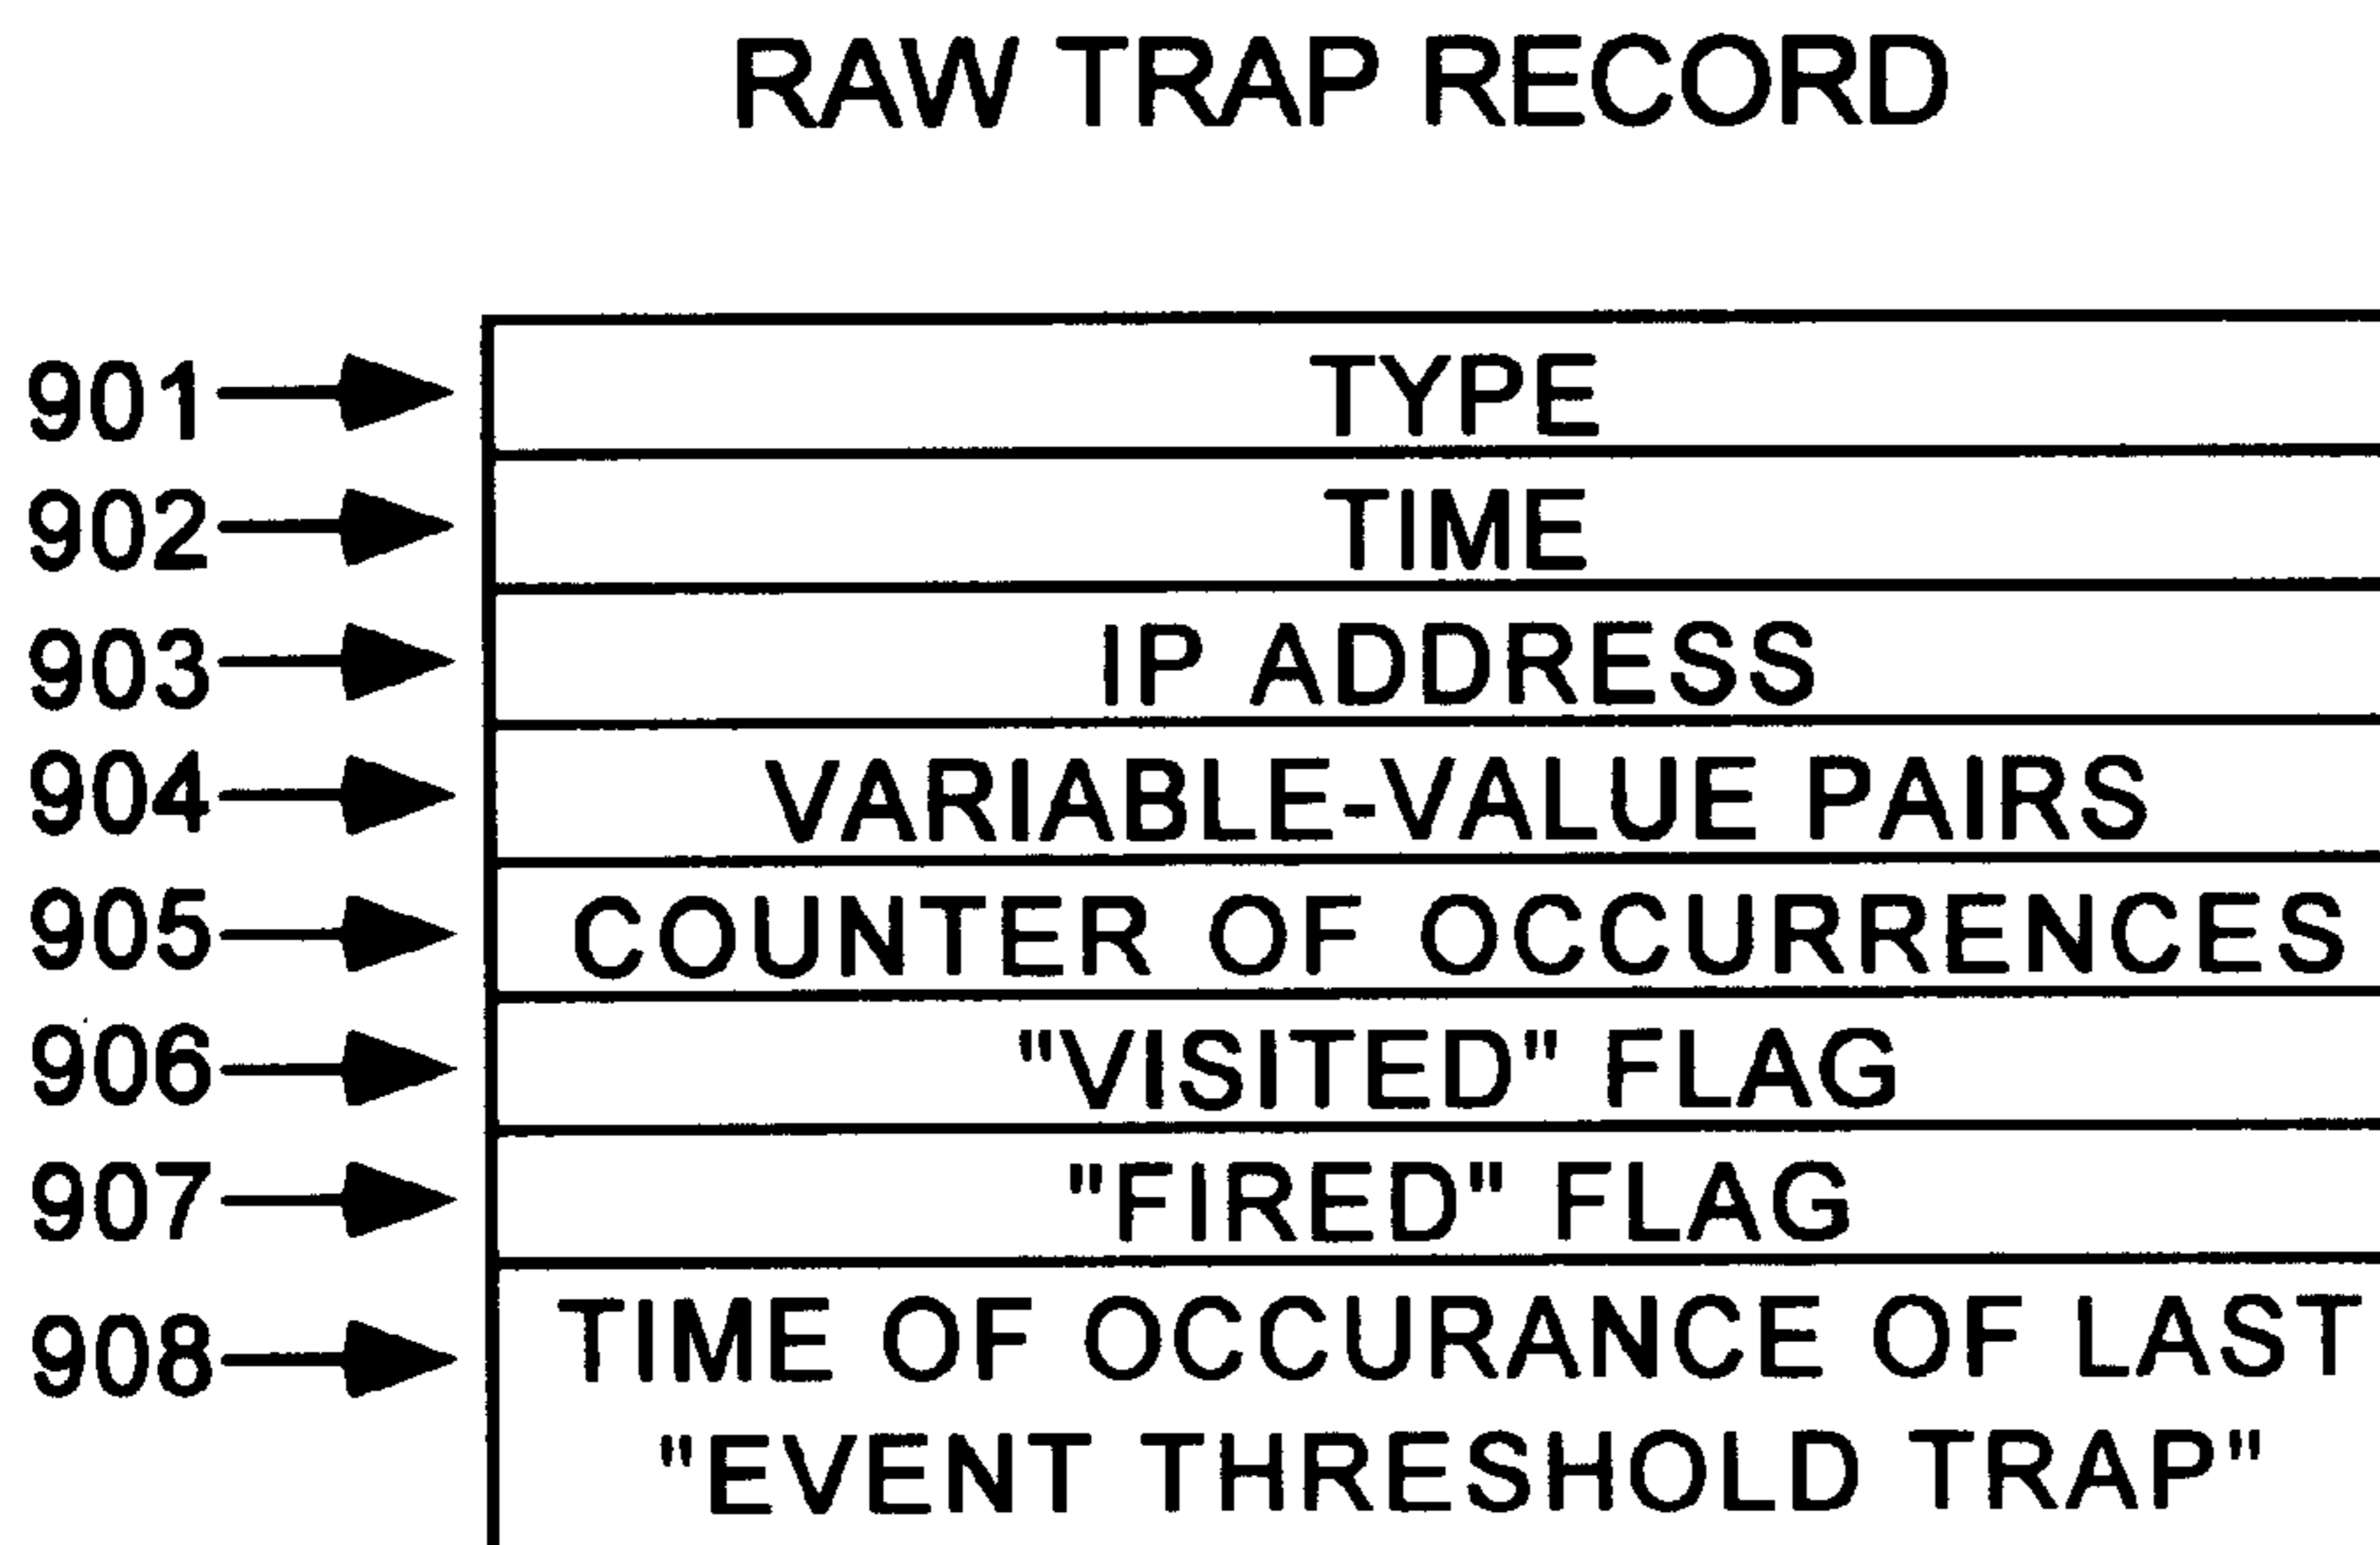 RAW TRAP RECORD
901 TYPE
902 TIME
903 IP ADDRESS
904 VARIABLE-VALUE PAIRS
905 COUNTER OF OCCURRENCES
906 "VISITED" FLAG
907 "FIRED" FLAG
908 TIME OF OCCURANCE OF LAST
"EVENT THRESHOLD TRAP"